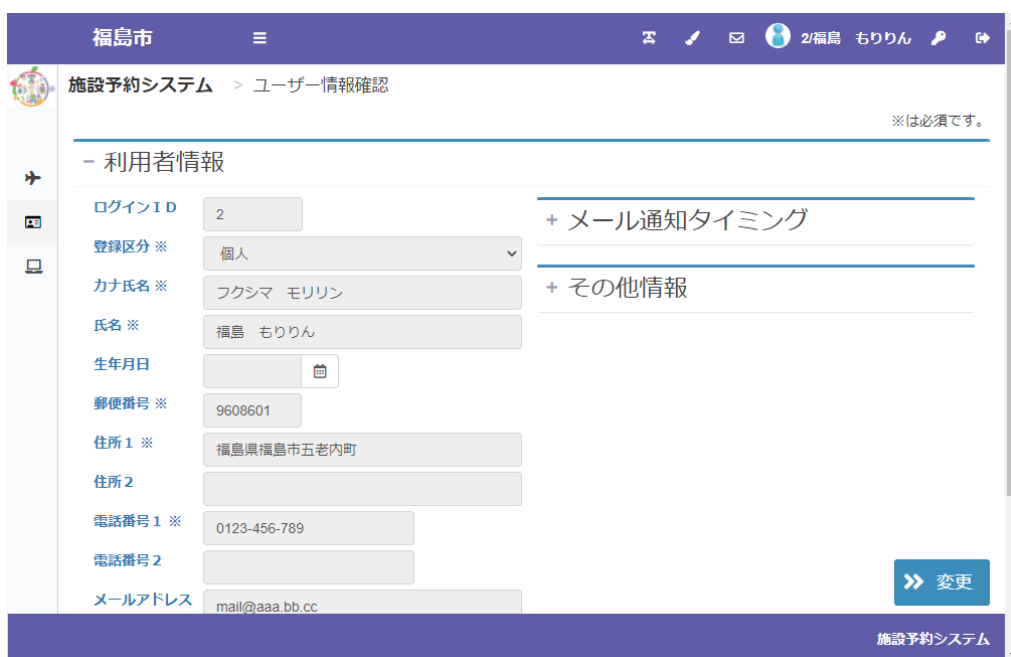 福島市
2/福島 もりりん
施設予約システム > ユーザー情報確認
※は必須です。
− 利用者情報
ログインＩＤ 2
登録区分 ※ 個人
カナ氏名 ※ フクシマ モリリン
氏名 ※ 福島 もりりん
生年月日
郵便番号 ※ 9608601
住所１ ※ 福島県福島市五老内町
住所２
電話番号１ ※ 0123-456-789
電話番号２
メールアドレス mail@aaa.bb.cc
+ メール通知タイミング
+ その他情報
変更
施設予約システム